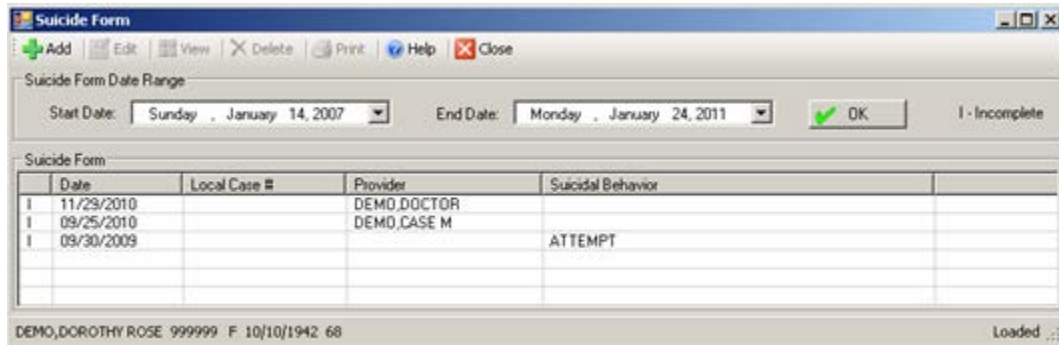 Suicide Form
Add Edit View Delete Print Help Close
Suicide Form Date Range
Start Date: Sunday , January 14, 2007 End Date: Monday , January 24, 2011 OK I - Incomplete
Suicide Form
Date Local Case # Provider Suicidal Behavior
I 11/29/2010 DEMO,DOCTOR
I 09/25/2010 DEMO,CASE M
I 09/30/2009 ATTEMPT
DEMO,DOROTHY ROSE 999999 F 10/10/1942 68 Loaded